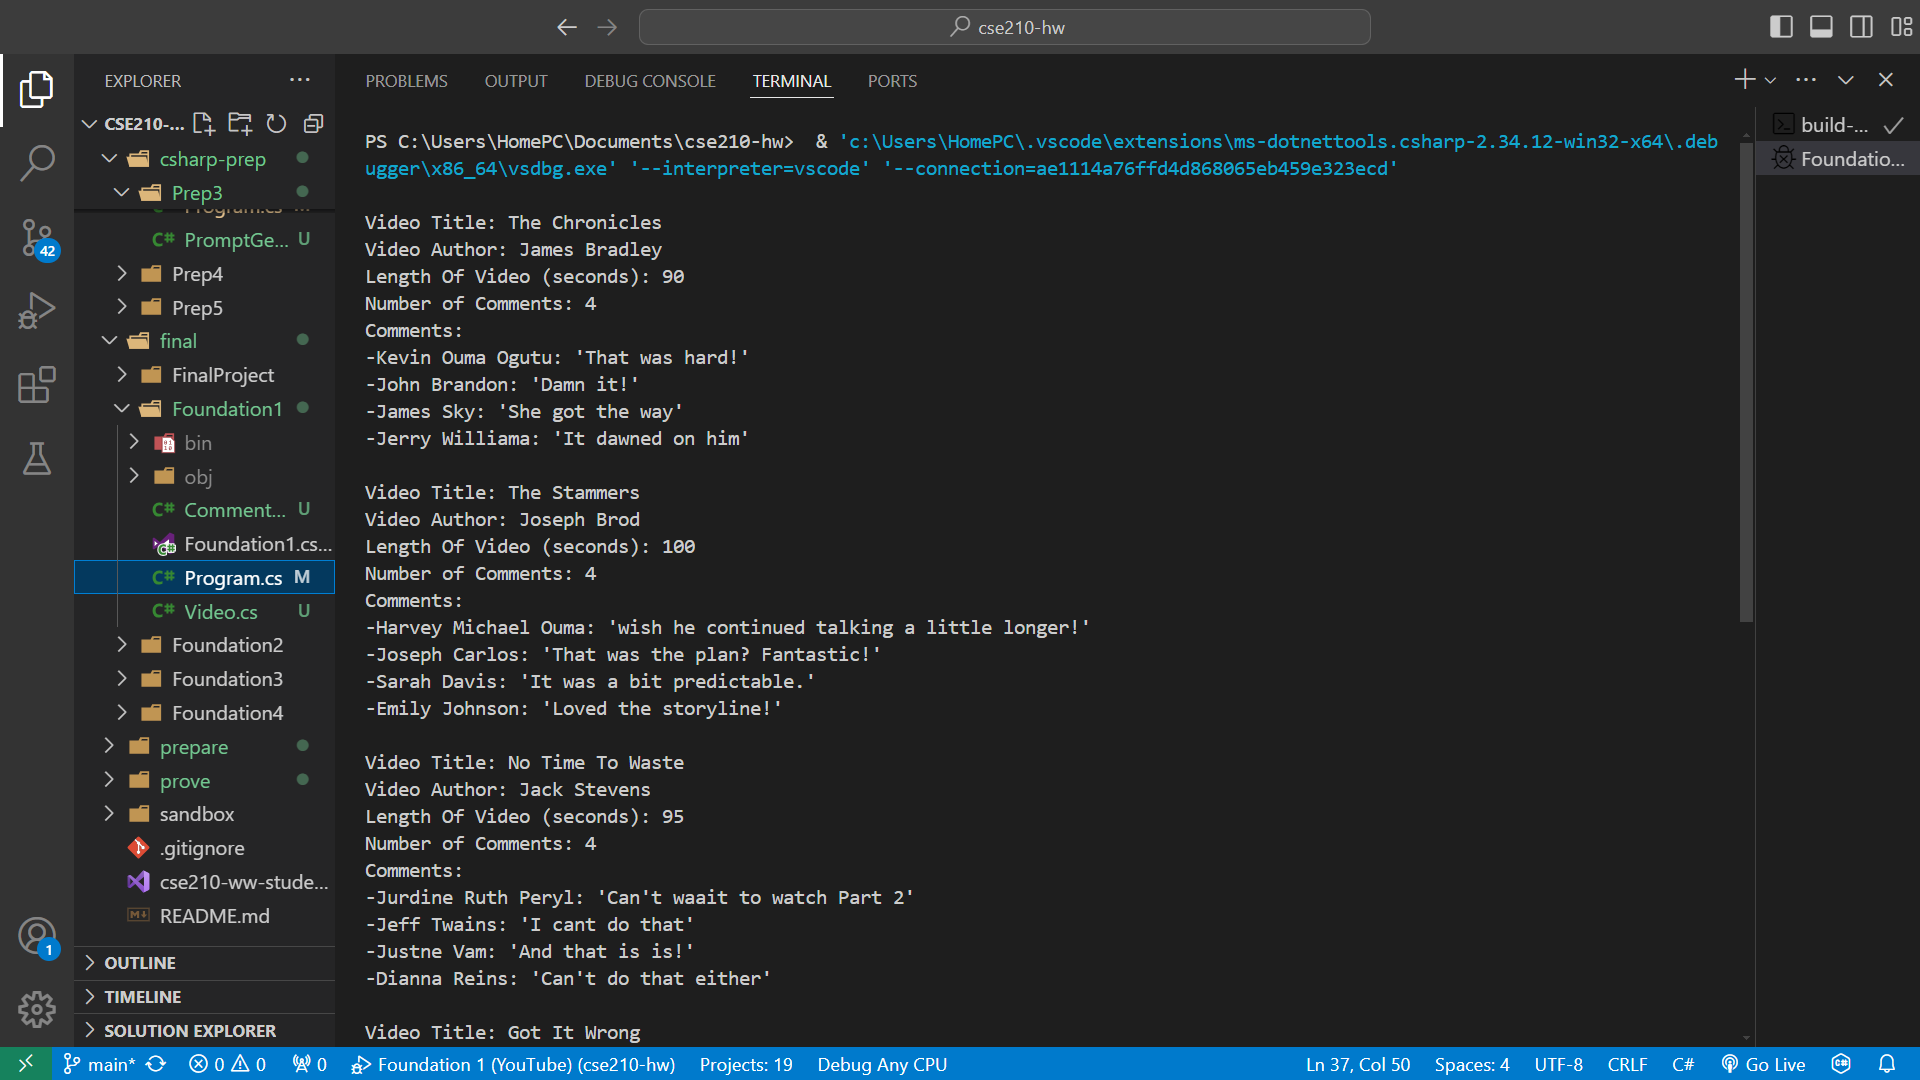 cse210-hw
EXPLORER
CSE210-...
csharp-prep
Prep3
PromptGe... U
Prep4
Prep5
final
FinalProject
Foundation1
bin
obj
Comment... U
Foundation1.cs...
Program.cs M
Video.cs U
Foundation2
Foundation3
Foundation4
prepare
prove
sandbox
.gitignore
cse210-ww-stude...
README.md
OUTLINE
TIMELINE
SOLUTION EXPLORER
42
1
PROBLEMS OUTPUT DEBUG CONSOLE TERMINAL PORTS
PS C:\Users\HomePC\Documents\cse210-hw>  & 'c:\Users\HomePC\.vscode\extensions\ms-dotnettools.csharp-2.34.12-win32-x64\.deb
ugger\x86_64\vsdbg.exe' '--interpreter=vscode' '--connection=ae1114a76ffd4d868065eb459e323ecd'
Video Title: The Chronicles
Video Author: James Bradley
Length Of Video (seconds): 90
Number of Comments: 4
Comments:
-Kevin Ouma Ogutu: 'That was hard!'
-John Brandon: 'Damn it!'
-James Sky: 'She got the way'
-Jerry Williama: 'It dawned on him'
Video Title: The Stammers
Video Author: Joseph Brod
Length Of Video (seconds): 100
Number of Comments: 4
Comments:
-Harvey Michael Ouma: 'wish he continued talking a little longer!'
-Joseph Carlos: 'That was the plan? Fantastic!'
-Sarah Davis: 'It was a bit predictable.'
-Emily Johnson: 'Loved the storyline!'
Video Title: No Time To Waste
Video Author: Jack Stevens
Length Of Video (seconds): 95
Number of Comments: 4
Comments:
-Jurdine Ruth Peryl: 'Can't waait to watch Part 2'
-Jeff Twains: 'I cant do that'
-Justne Vam: 'And that is is!'
-Dianna Reins: 'Can't do that either'
Video Title: Got It Wrong
build-...
Foundatio...
main* 0 0 0 Foundation 1 (YouTube) (cse210-hw) Projects: 19 Debug Any CPU Ln 37, Col 50 Spaces: 4 UTF-8 CRLF C# Go Live